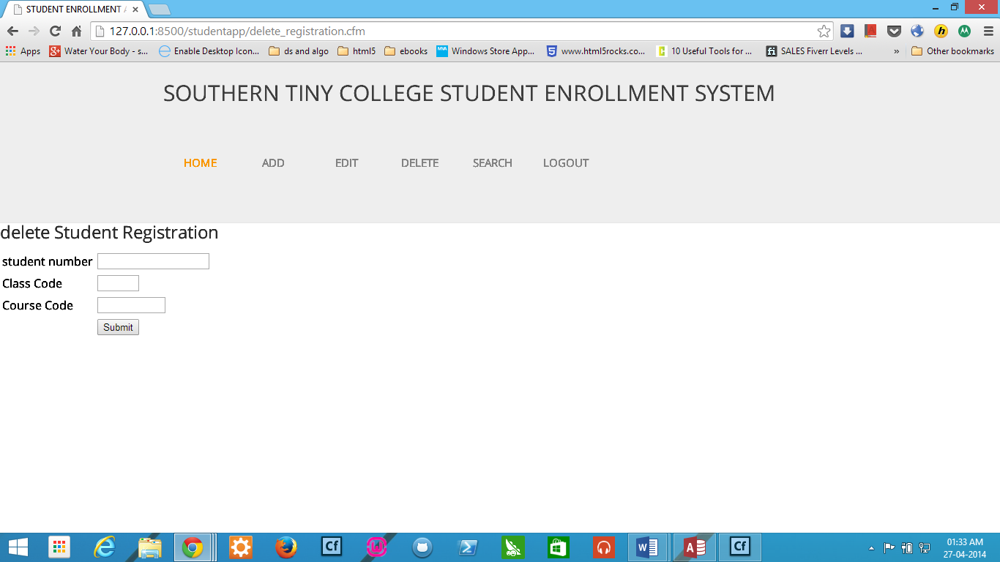 STUDENT ENROLLMENT A
127.0.0.1:8500/studentapp/delete_registration.cfm
Apps Water Your Body - s... Enable Desktop Icon... ds and algo html5 ebooks Windows Store App... www.html5rocks.co... 10 Useful Tools for ... SALES Fiverr Levels ... » Other bookmarks
SOUTHERN TINY COLLEGE STUDENT ENROLLMENT SYSTEM
HOME ADD EDIT DELETE SEARCH LOGOUT
delete Student Registration
student number
Class Code
Course Code
Submit
01:33 AM
27-04-2014